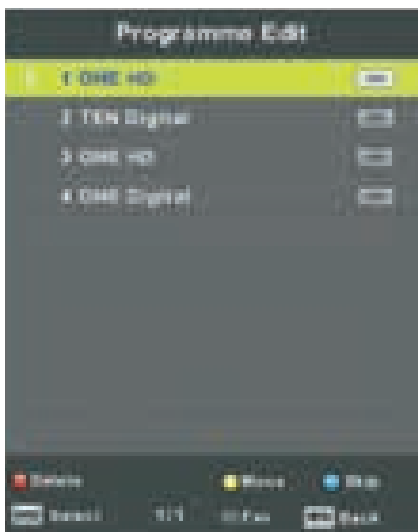 Programme Edit
1 ONE HD
2 TEN Digital
3 ONE HD
4 ONE Digital
Delete Move Skip
Select 1/1 Fav Back